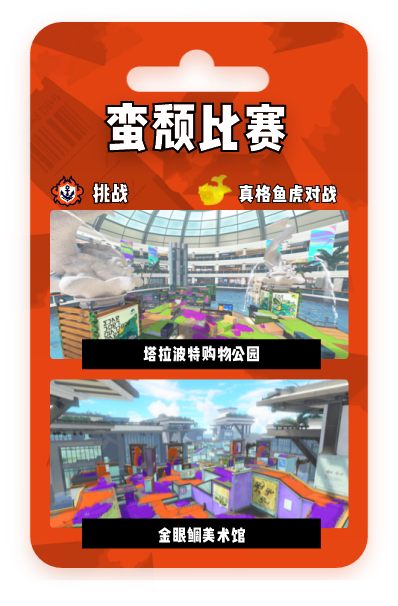 蛮颓比赛
挑战
真格鱼虎对战
塔拉波特购物公园
金眼鲷美术馆